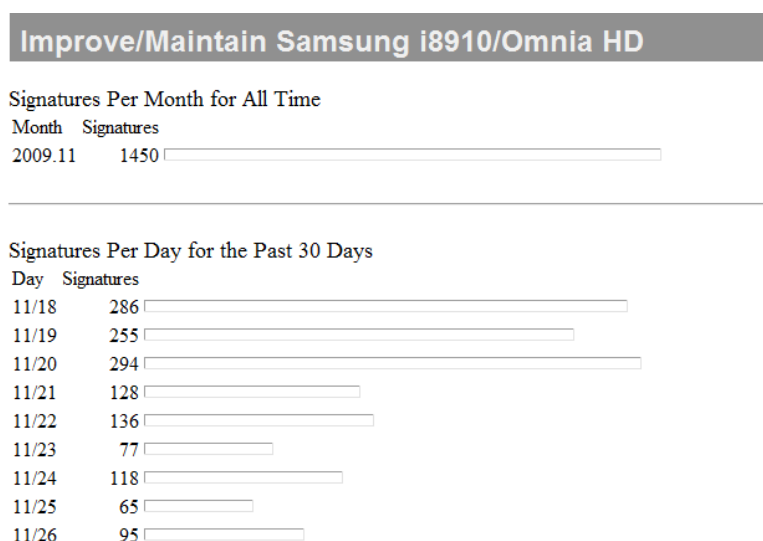 Improve/Maintain Samsung i8910/Omnia HD
Signatures Per Month for All Time
Month Signatures
2009.11 1450
Signatures Per Day for the Past 30 Days
Day Signatures
11/18 286
11/19 255
11/20 294
11/21 128
11/22 136
11/23 77
11/24 118
11/25 65
11/26 95